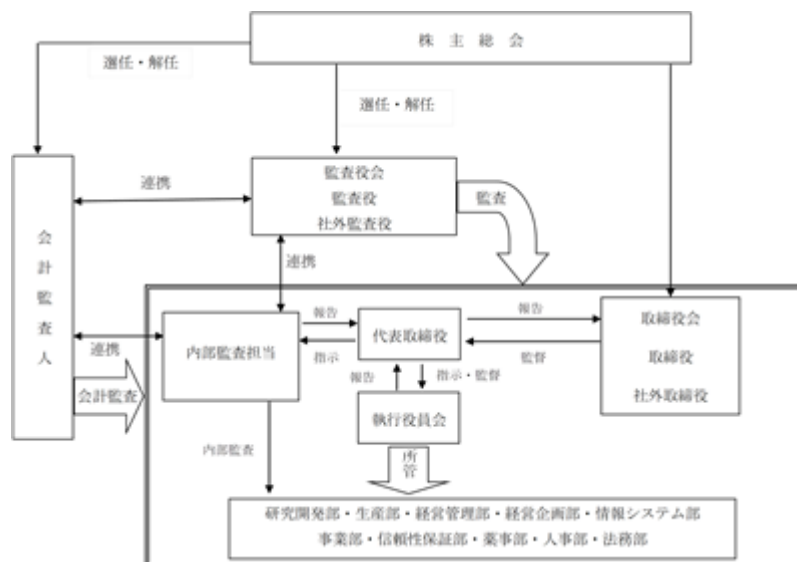 株主総会
選任・解任
選任・解任
監査役会
監査役
社外監査役
連携
監査
会計監査人
連携
報告
報告
取締役会
取締役
社外取締役
代表取締役
内部監査担当
連携
指示
監督
報告
指示・監督
会計監査
執行役員会
内部監査
所管
研究開発部・生産部・経営管理部・経営企画部・情報システム部
事業部・信頼性保証部・薬事部・人事部・法務部